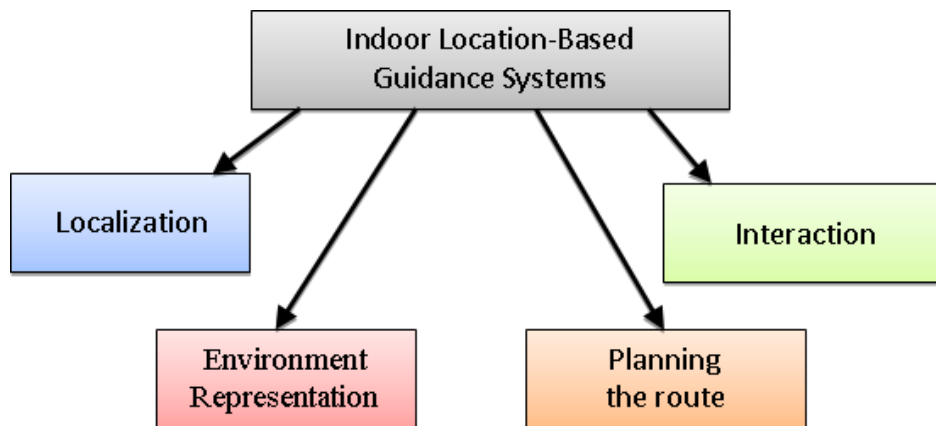 Indoor Location-Based
Guidance Systems
Localization
Interaction
Environment
Representation
Planning
the route